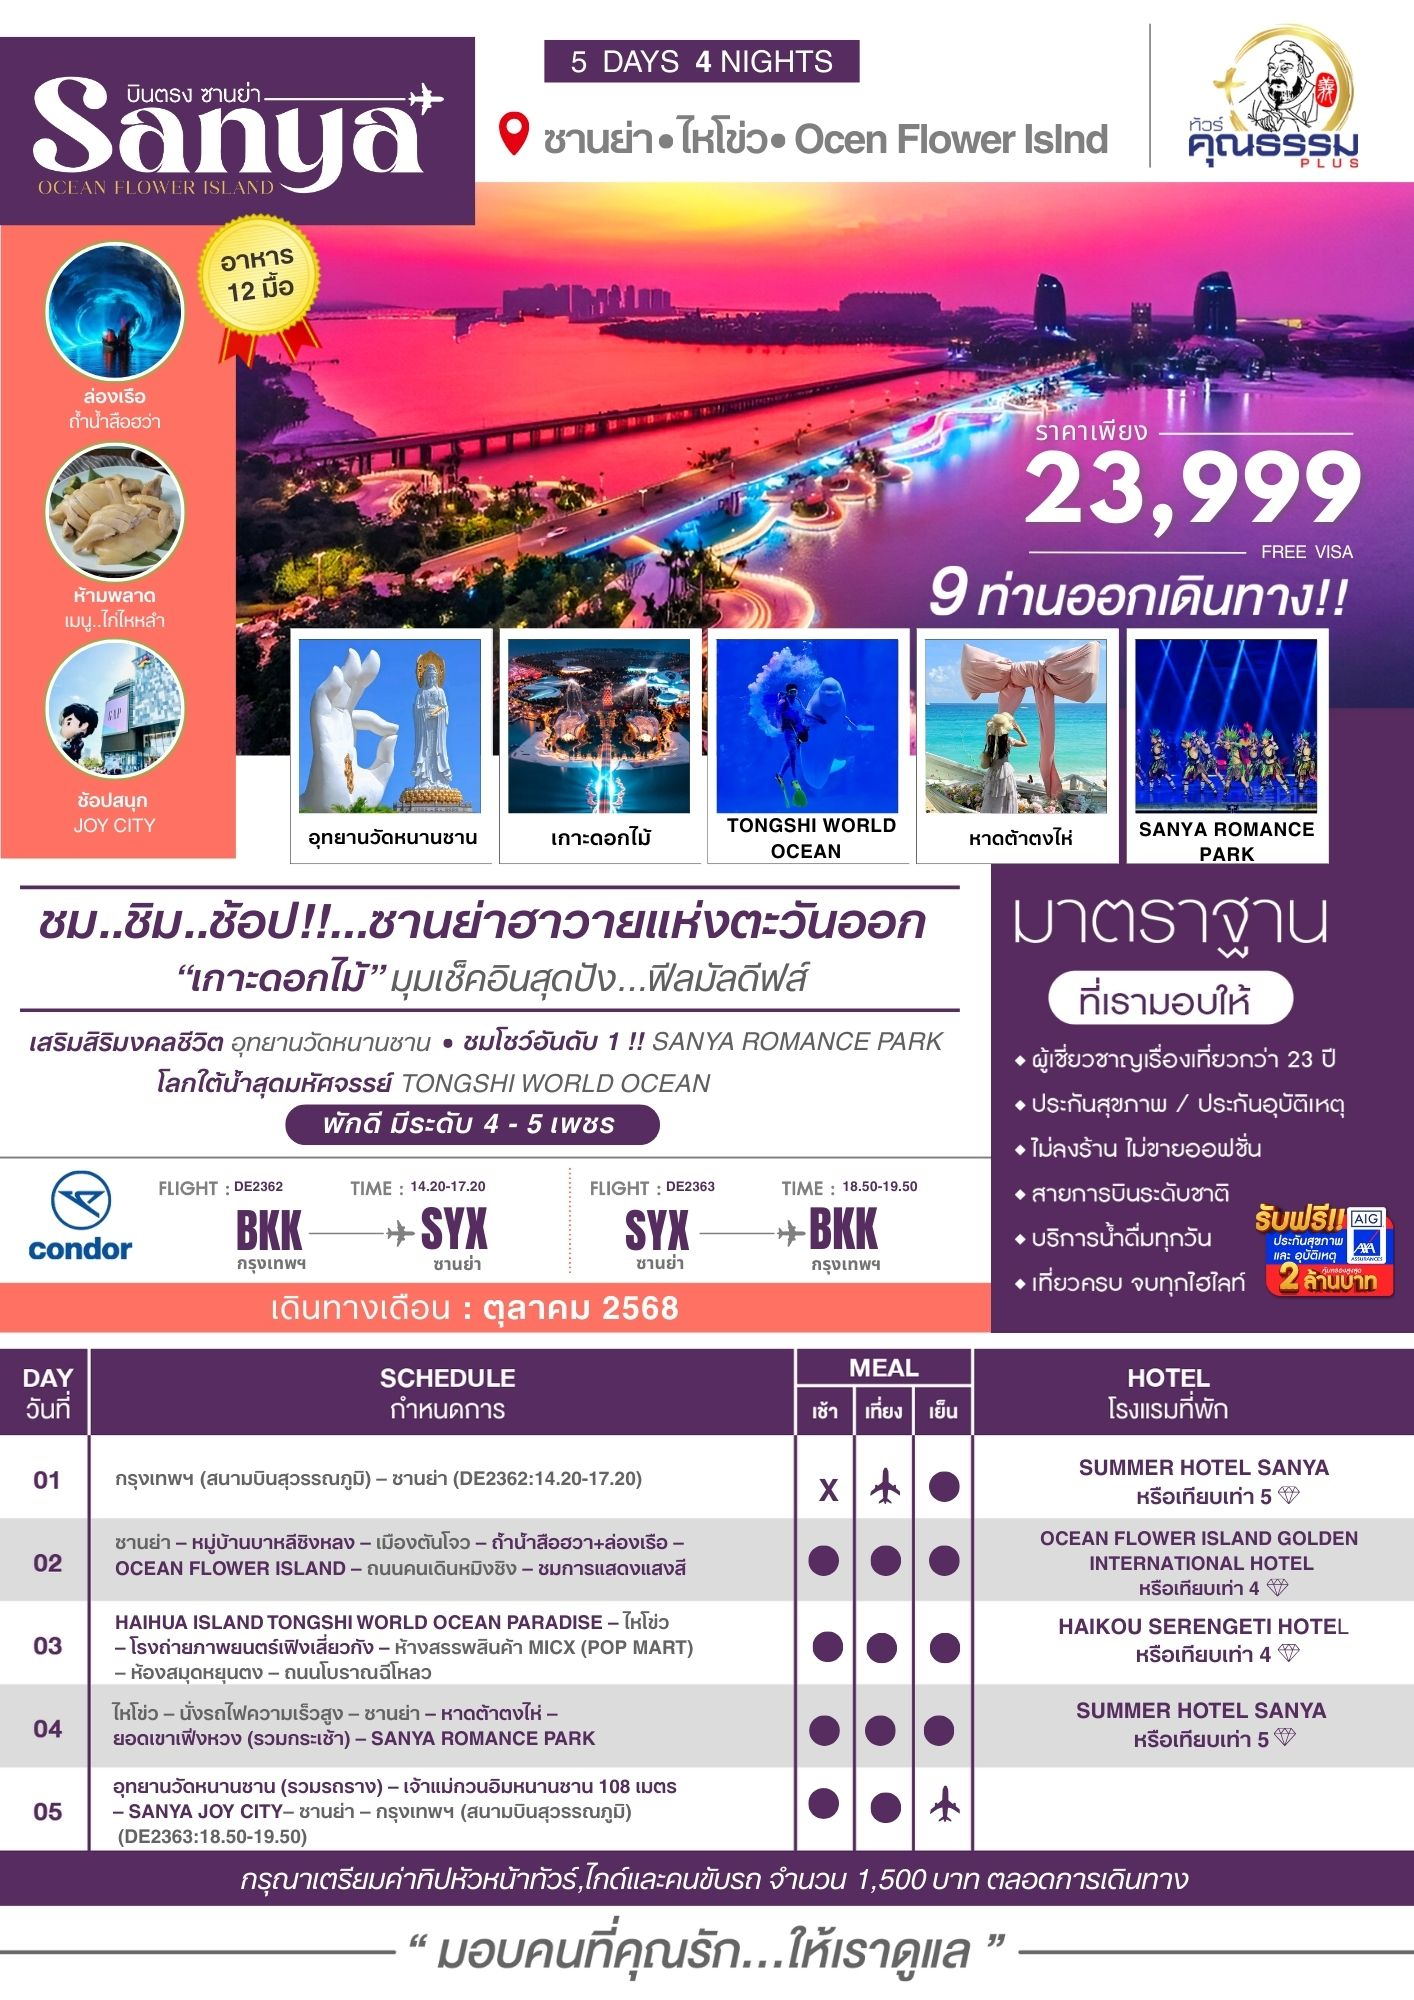 บินตรง ซานย่า
Sanya
OCEAN FLOWER ISLAND
5 DAYS 4 NIGHTS
ซานย่า • ไหโข่ว • Ocen Flower Islnd
義
ทัวร์
คุณธรรม
PLUS
อาหาร
12 มื้อ
ล่องเรือ
ถ้ำน้ำสือฮว่า
ห้ามพลาด
เมนู..ไก่ไหหลำ
GAP
ช้อปสนุก
JOY CITY
ราคาเพียง
23,999
FREE VISA
9 ท่านออกเดินทาง!!
อุทยานวัดหนานซาน
เกาะดอกไม้
TONGSHI WORLD
OCEAN
หาดต้าตงไห่
SANYA ROMANCE
PARK
ชม..ชิม..ช้อป!!...ซานย่าฮาวายแห่งตะวันออก
“เกาะดอกไม้” มุมเช็คอินสุดปัง...ฟีลมัลดีฟส์
เสริมสิริมงคลชีวิต อุทยานวัดหนานซาน • ชมโชว์อันดับ 1 !! SANYA ROMANCE PARK
โลกใต้น้ำสุดมหัศจรรย์ TONGSHI WORLD OCEAN
พักดี มีระดับ 4 - 5 เพชร
มาตราฐาน
ที่เรามอบให้
ผู้เชี่ยวชาญเรื่องเที่ยวกว่า 23 ปี
ประกันสุขภาพ / ประกันอุบัติเหตุ
ไม่ลงร้าน ไม่ขายออฟชั่น
สายการบินระดับชาติ
บริการน้ำดื่มทุกวัน
เที่ยวครบ จบทุกไฮไลท์
รับฟรี!! AIG
ประกันสุขภาพ
และ อุบัติเหตุ
AXA
ASSURANCES
คุ้มครองสูงสุด
2 ล้านบาท
condor
FLIGHT : DE2362 TIME : 14.20-17.20
BKK SYX
กรุงเทพฯ ซานย่า
FLIGHT : DE2363 TIME : 18.50-19.50
SYX BKK
ซานย่า กรุงเทพฯ
เดินทางเดือน : ตุลาคม 2568
DAY SCHEDULE MEAL HOTEL
วันที่ กำหนดการ เช้า เที่ยง เย็น โรงแรมที่พัก
01 กรุงเทพฯ (สนามบินสุวรรณภูมิ) – ซานย่า (DE2362:14.20-17.20) X
SUMMER HOTEL SANYA
หรือเทียบเท่า 5
02 ซานย่า – หมู่บ้านบาหลีชิงหลง – เมืองตันโจว – ถ้ำน้ำสือฮวา+ล่องเรือ –
OCEAN FLOWER ISLAND – ถนนคนเดินหมิงชิง – ชมการแสดงแสงสี
OCEAN FLOWER ISLAND GOLDEN
INTERNATIONAL HOTEL
หรือเทียบเท่า 4
03 HAIHUA ISLAND TONGSHI WORLD OCEAN PARADISE – ไหโข่ว
– โรงถ่ายภาพยนตร์เฟิงเสี่ยวกัง – ห้างสรรพสินค้า MICX (POP MART)
– ห้องสมุดหยุนตง – ถนนโบราณฉีโหลว
HAIKOU SERENGETI HOTEL
หรือเทียบเท่า 4
04 ไหโข่ว – นั่งรถไฟความเร็วสูง – ซานย่า – หาดต้าตงไห่ –
ยอดเขาเฟิ่งหวง (รวมกระเช้า) – SANYA ROMANCE PARK
SUMMER HOTEL SANYA
หรือเทียบเท่า 5
05 อุทยานวัดหนานซาน (รวมรถราง) – เจ้าแม่กวนอิมหนานซาน 108 เมตร
– SANYA JOY CITY– ซานย่า – กรุงเทพฯ (สนามบินสุวรรณภูมิ)
(DE2363:18.50-19.50)
กรุณาเตรียมค่าทิปหัวหน้าทัวร์,ไกด์และคนขับรถ จำนวน 1,500 บาท ตลอดการเดินทาง
“ มอบคนที่คุณรัก...ให้เราดูแล ”